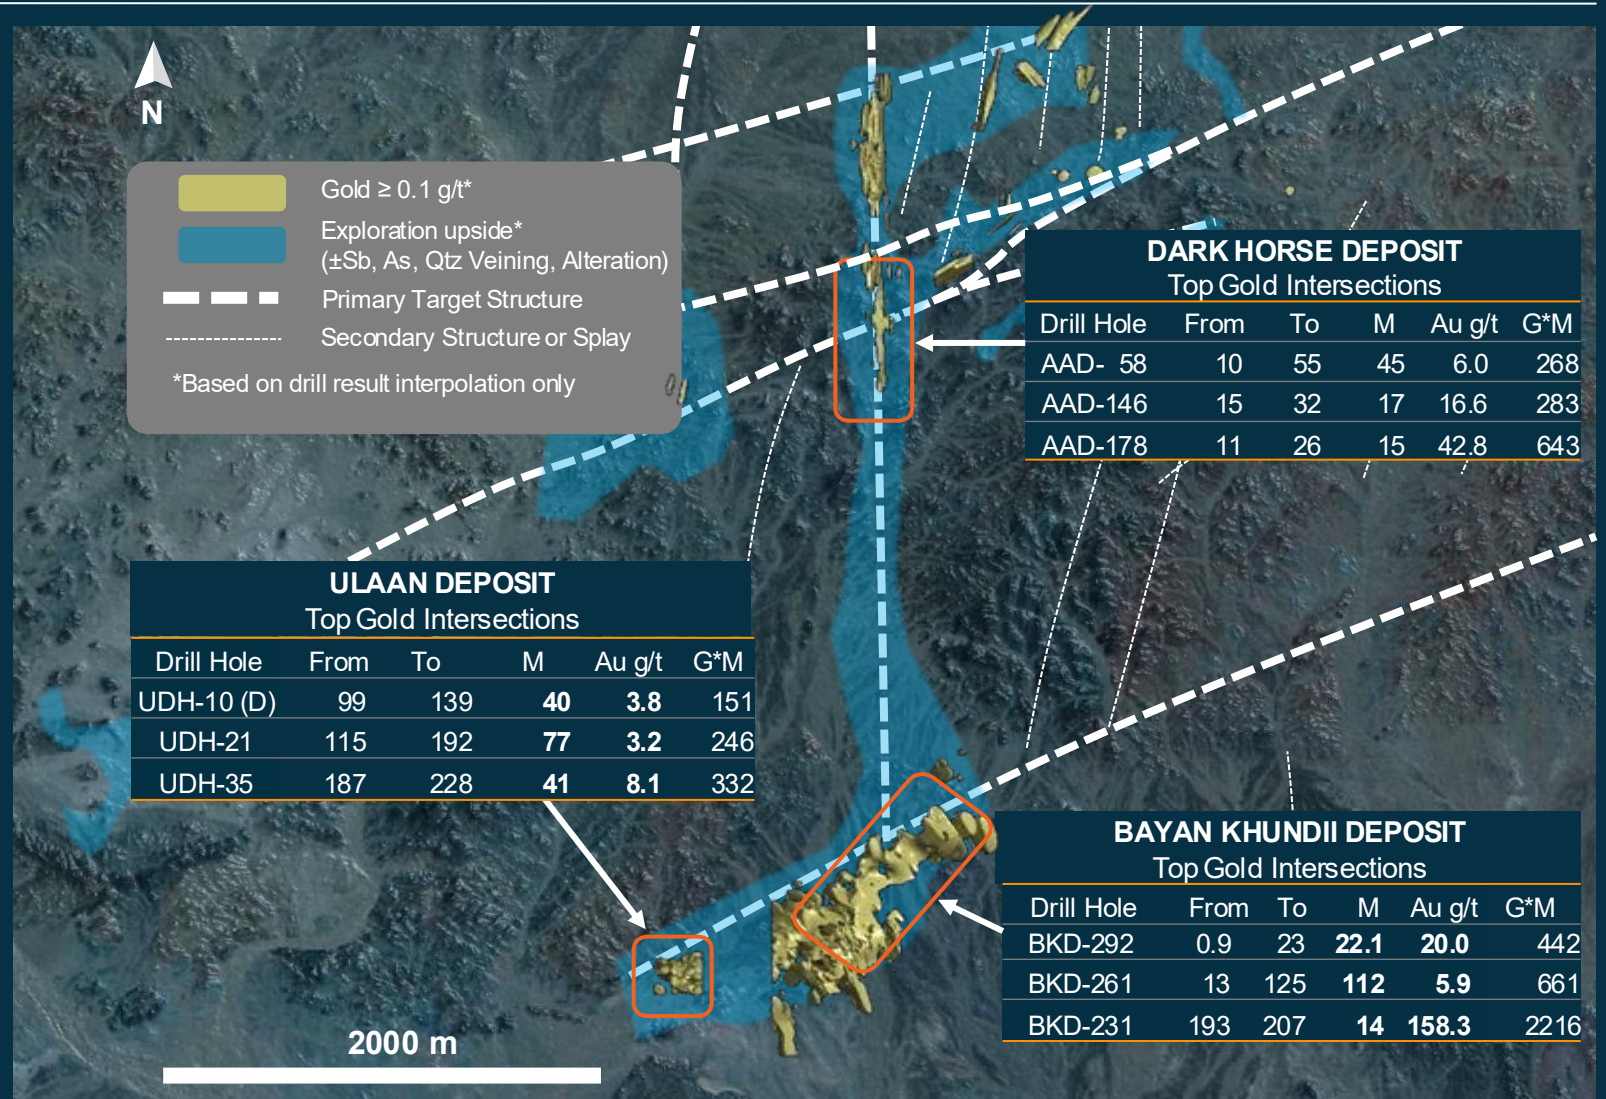 N
Gold ≥ 0.1 g/t*
Exploration upside*
(±Sb, As, Qtz Veining, Alteration)
Primary Target Structure
Secondary Structure or Splay
*Based on drill result interpolation only
DARK HORSE DEPOSIT
Top Gold Intersections
Drill Hole From To M Au g/t G*M
AAD- 58 10 55 45 6.0 268
AAD-146 15 32 17 16.6 283
AAD-178 11 26 15 42.8 643
ULAAN DEPOSIT
Top Gold Intersections
Drill Hole From To M Au g/t G*M
UDH-10 (D) 99 139 40 3.8 151
UDH-21 115 192 77 3.2 246
UDH-35 187 228 41 8.1 332
BAYAN KHUNDII DEPOSIT
Top Gold Intersections
Drill Hole From To M Au g/t G*M
BKD-292 0.9 23 22.1 20.0 442
BKD-261 13 125 112 5.9 661
BKD-231 193 207 14 158.3 2216
2000 m